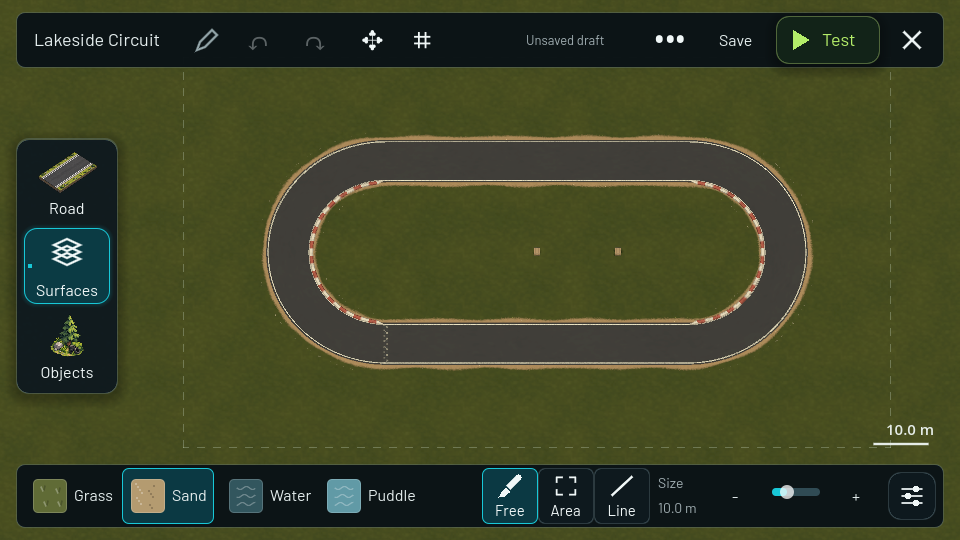 Lakeside Circuit
Unsaved draft
Save
Test
Road
Surfaces
Objects
10.0 m
Grass
Sand
Water
Puddle
Free
Area
Line
Size
10.0 m
-
+